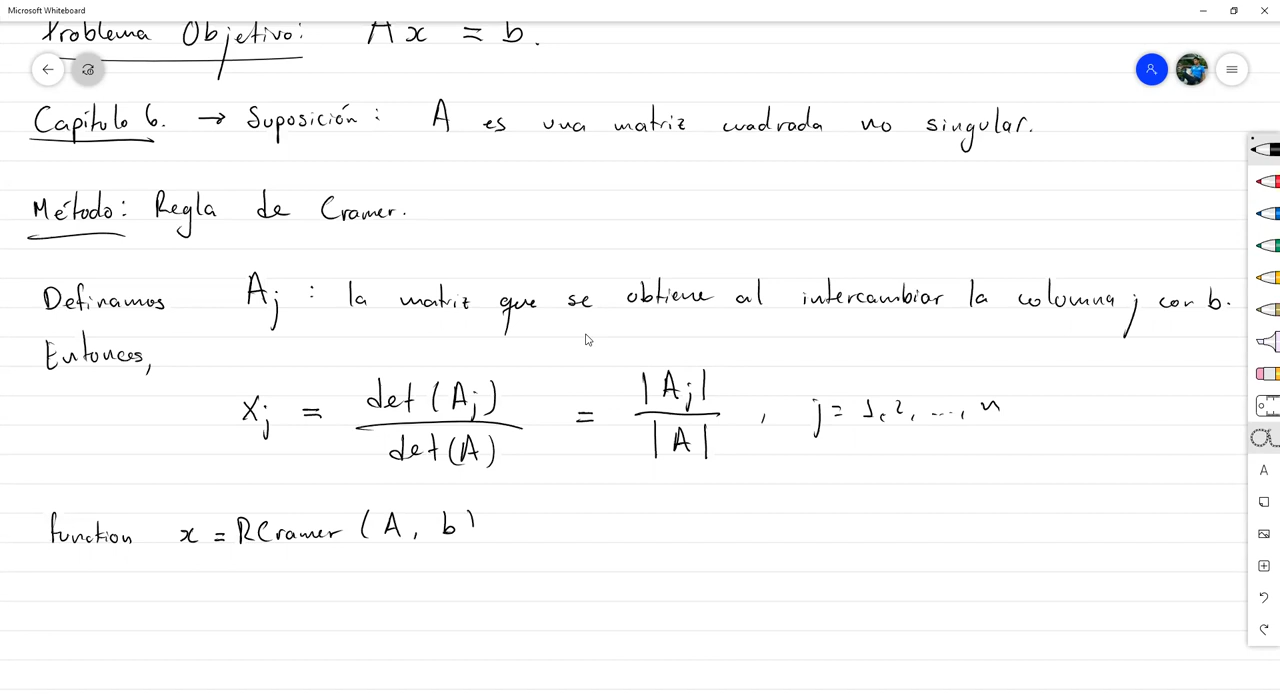 Microsoft Whiteboard
Problema Objetivo: Ax = b.
Capítulo 6. → Suposición: A es una matriz cuadrada no singular.
Método: Regla de Cramer.
Definamos Aj : la matriz que se obtiene al intercambiar la columna j con b.
Entonces,
xj = det(Aj) / det(A) = |Aj| / |A| , j = 1, 2, ..., n
function x = RCramer (A, b)
A